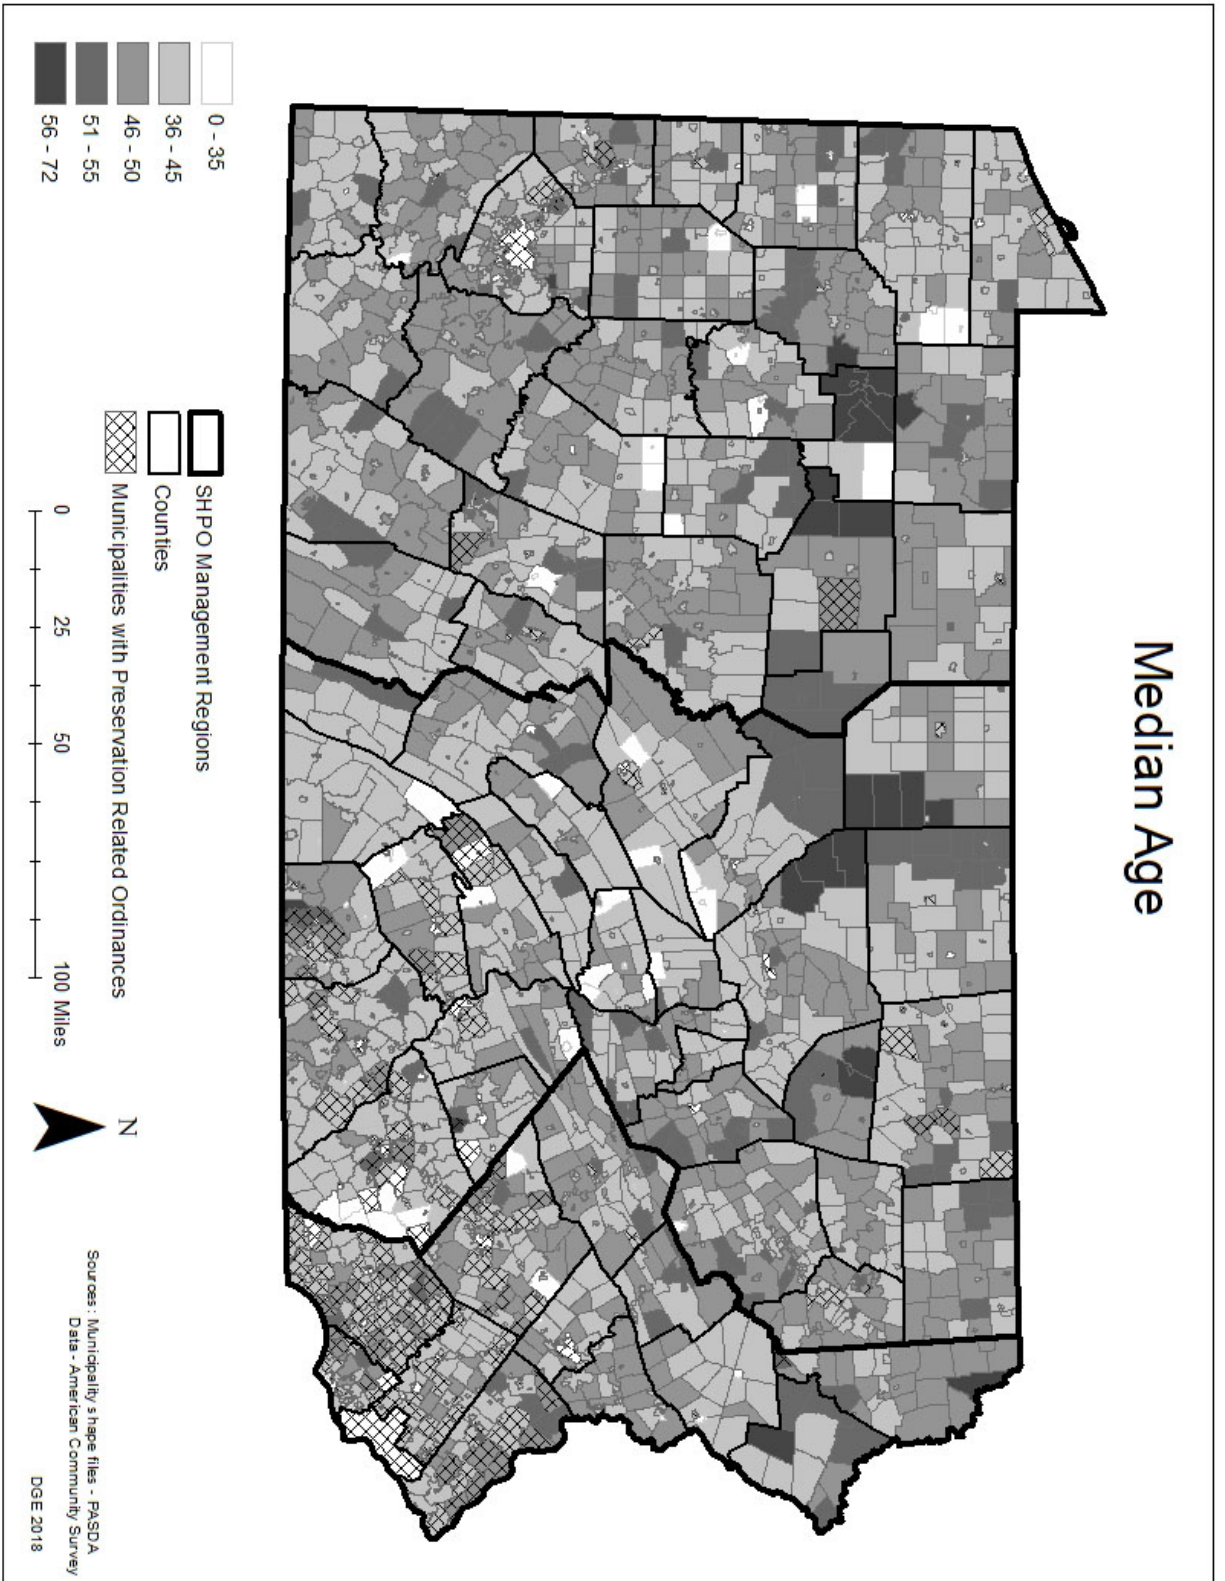 Median Age
0 - 35
36 - 45
46 - 50
51 - 55
56 - 72
SHPO Management Regions
Counties
Municipalities with Preservation Related Ordinances
0 25 50 100 Miles
N
Sources: Municipality shape files - PASDA
Data - American Community Survey
DGE 2018